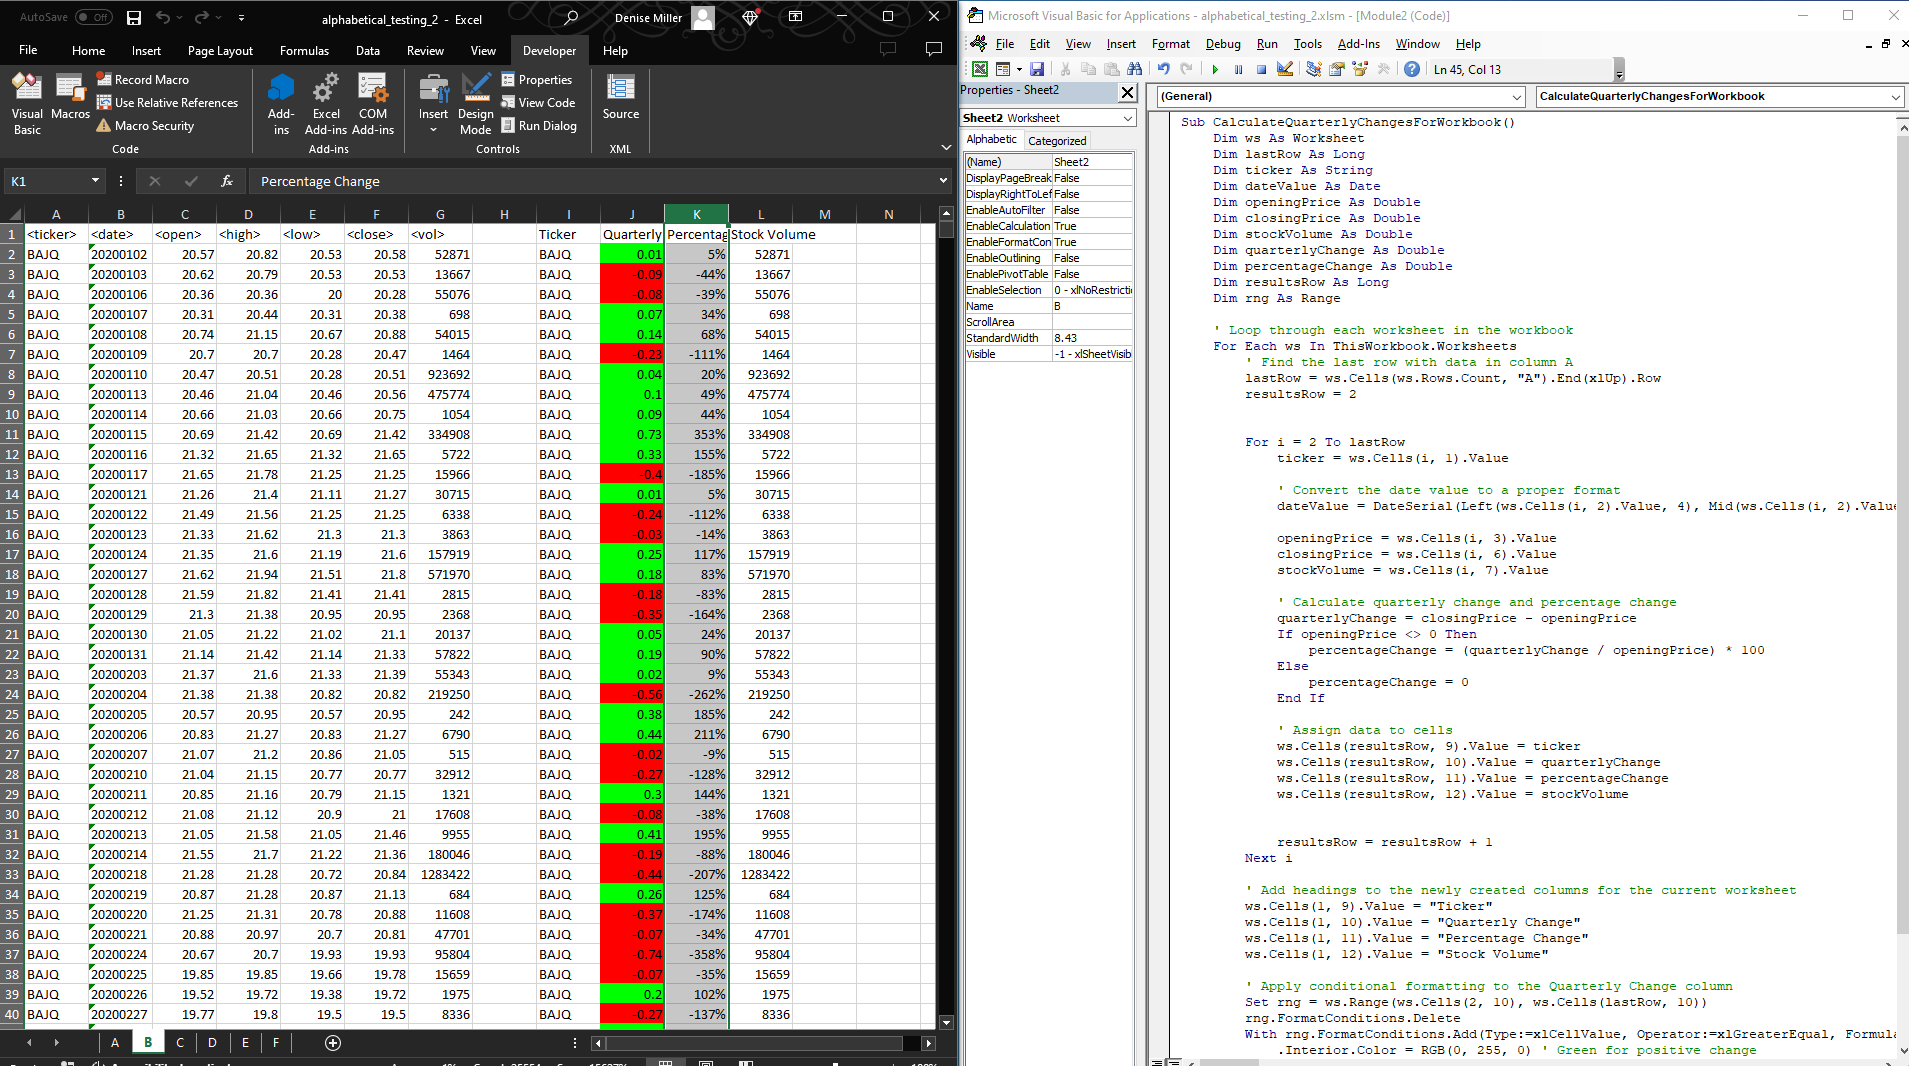 AutoSave Off alphabetical_testing_2 - Excel Denise Miller
File Home Insert Page Layout Formulas Data Review View Developer Help
Visual Basic Macros Record Macro Use Relative References Macro Security
Add-ins Excel Add-ins COM Add-ins
Insert Design Mode Properties View Code Run Dialog
Source
Code Add-ins Controls XML
K1 fx Percentage Change
A B C D E F G H I J K L M N
1 <ticker> <date> <open> <high> <low> <close> <vol> Ticker Quarterly Percentag Stock Volume
2 BAJQ 20200102 20.57 20.82 20.53 20.58 52871 BAJQ 0.01 5% 52871
3 BAJQ 20200103 20.62 20.79 20.53 20.53 13667 BAJQ -0.09 -44% 13667
4 BAJQ 20200106 20.36 20.36 20 20.28 55076 BAJQ -0.08 -39% 55076
5 BAJQ 20200107 20.31 20.44 20.31 20.38 698 BAJQ 0.07 34% 698
6 BAJQ 20200108 20.74 21.15 20.67 20.88 54015 BAJQ 0.14 68% 54015
7 BAJQ 20200109 20.7 20.7 20.28 20.47 1464 BAJQ -0.23 -111% 1464
8 BAJQ 20200110 20.47 20.51 20.28 20.51 923692 BAJQ 0.04 20% 923692
9 BAJQ 20200113 20.46 21.04 20.46 20.56 475774 BAJQ 0.1 49% 475774
10 BAJQ 20200114 20.66 21.03 20.66 20.75 1054 BAJQ 0.09 44% 1054
11 BAJQ 20200115 20.69 21.42 20.69 21.42 334908 BAJQ 0.73 353% 334908
12 BAJQ 20200116 21.32 21.65 21.32 21.65 5722 BAJQ 0.33 155% 5722
13 BAJQ 20200117 21.65 21.78 21.25 21.25 15966 BAJQ -0.4 -185% 15966
14 BAJQ 20200121 21.26 21.4 21.11 21.27 30715 BAJQ 0.01 5% 30715
15 BAJQ 20200122 21.49 21.56 21.25 21.25 6338 BAJQ -0.24 -112% 6338
16 BAJQ 20200123 21.33 21.62 21.3 21.3 3863 BAJQ -0.03 -14% 3863
17 BAJQ 20200124 21.35 21.6 21.19 21.6 157919 BAJQ 0.25 117% 157919
18 BAJQ 20200127 21.62 21.94 21.51 21.8 571970 BAJQ 0.18 83% 571970
19 BAJQ 20200128 21.59 21.82 21.41 21.41 2815 BAJQ -0.18 -83% 2815
20 BAJQ 20200129 21.3 21.38 20.95 20.95 2368 BAJQ -0.35 -164% 2368
21 BAJQ 20200130 21.05 21.22 21.02 21.1 20137 BAJQ 0.05 24% 20137
22 BAJQ 20200131 21.14 21.42 21.14 21.33 57822 BAJQ 0.19 90% 57822
23 BAJQ 20200203 21.37 21.6 21.33 21.39 55343 BAJQ 0.02 9% 55343
24 BAJQ 20200204 21.38 21.38 20.82 20.82 219250 BAJQ -0.56 -262% 219250
25 BAJQ 20200205 20.57 20.95 20.57 20.95 242 BAJQ 0.38 185% 242
26 BAJQ 20200206 20.83 21.27 20.83 21.27 6790 BAJQ 0.44 211% 6790
27 BAJQ 20200207 21.07 21.2 20.86 21.05 515 BAJQ -0.02 -9% 515
28 BAJQ 20200210 21.04 21.15 20.77 20.77 32912 BAJQ -0.27 -128% 32912
29 BAJQ 20200211 20.85 21.16 20.79 21.15 1321 BAJQ 0.3 144% 1321
30 BAJQ 20200212 21.08 21.12 20.9 21 17608 BAJQ -0.08 -38% 17608
31 BAJQ 20200213 21.05 21.58 21.05 21.46 9955 BAJQ 0.41 195% 9955
32 BAJQ 20200214 21.55 21.7 21.22 21.36 180046 BAJQ -0.19 -88% 180046
33 BAJQ 20200218 21.28 21.28 20.72 20.84 1283422 BAJQ -0.44 -207% 1283422
34 BAJQ 20200219 20.87 21.28 20.87 21.13 684 BAJQ 0.26 125% 684
35 BAJQ 20200220 21.25 21.31 20.78 20.88 11608 BAJQ -0.37 -174% 11608
36 BAJQ 20200221 20.88 20.97 20.7 20.81 47701 BAJQ -0.07 -34% 47701
37 BAJQ 20200224 20.67 20.7 19.93 19.93 95804 BAJQ -0.74 -358% 95804
38 BAJQ 20200225 19.85 19.85 19.66 19.78 15659 BAJQ -0.07 -35% 15659
39 BAJQ 20200226 19.52 19.72 19.38 19.72 1975 BAJQ 0.2 102% 1975
40 BAJQ 20200227 19.77 19.8 19.5 19.5 8336 BAJQ -0.27 -137% 8336
A B C D E F
Microsoft Visual Basic for Applications - alphabetical_testing_2.xlsm - [Module2 (Code)]
File Edit View Insert Format Debug Run Tools Add-Ins Window Help
Ln 45, Col 13
Properties - Sheet2
Sheet2 Worksheet
Alphabetic Categorized
(Name) Sheet2
DisplayPageBreak False
DisplayRightToLef False
EnableAutoFilter False
EnableCalculation True
EnableFormatCon True
EnableOutlining False
EnablePivotTable False
EnableSelection 0 - xlNoRestricti
Name B
ScrollArea
StandardWidth 8.43
Visible -1 - xlSheetVisib
(General) CalculateQuarterlyChangesForWorkbook
Sub CalculateQuarterlyChangesForWorkbook()
Dim ws As Worksheet
Dim lastRow As Long
Dim ticker As String
Dim dateValue As Date
Dim openingPrice As Double
Dim closingPrice As Double
Dim stockVolume As Double
Dim quarterlyChange As Double
Dim percentageChange As Double
Dim resultsRow As Long
Dim rng As Range
' Loop through each worksheet in the workbook
For Each ws In ThisWorkbook.Worksheets
' Find the last row with data in column A
lastRow = ws.Cells(ws.Rows.Count, "A").End(xlUp).Row
resultsRow = 2
For i = 2 To lastRow
ticker = ws.Cells(i, 1).Value
' Convert the date value to a proper format
dateValue = DateSerial(Left(ws.Cells(i, 2).Value, 4), Mid(ws.Cells(i, 2).Value
openingPrice = ws.Cells(i, 3).Value
closingPrice = ws.Cells(i, 6).Value
stockVolume = ws.Cells(i, 7).Value
' Calculate quarterly change and percentage change
quarterlyChange = closingPrice - openingPrice
If openingPrice <> 0 Then
percentageChange = (quarterlyChange / openingPrice) * 100
Else
percentageChange = 0
End If
' Assign data to cells
ws.Cells(resultsRow, 9).Value = ticker
ws.Cells(resultsRow, 10).Value = quarterlyChange
ws.Cells(resultsRow, 11).Value = percentageChange
ws.Cells(resultsRow, 12).Value = stockVolume
resultsRow = resultsRow + 1
Next i
' Add headings to the newly created columns for the current worksheet
ws.Cells(1, 9).Value = "Ticker"
ws.Cells(1, 10).Value = "Quarterly Change"
ws.Cells(1, 11).Value = "Percentage Change"
ws.Cells(1, 12).Value = "Stock Volume"
' Apply conditional formatting to the Quarterly Change column
Set rng = ws.Range(ws.Cells(2, 10), ws.Cells(lastRow, 10))
rng.FormatConditions.Delete
With rng.FormatConditions.Add(Type:=xlCellValue, Operator:=xlGreaterEqual, Formula
.Interior.Color = RGB(0, 255, 0) ' Green for positive change